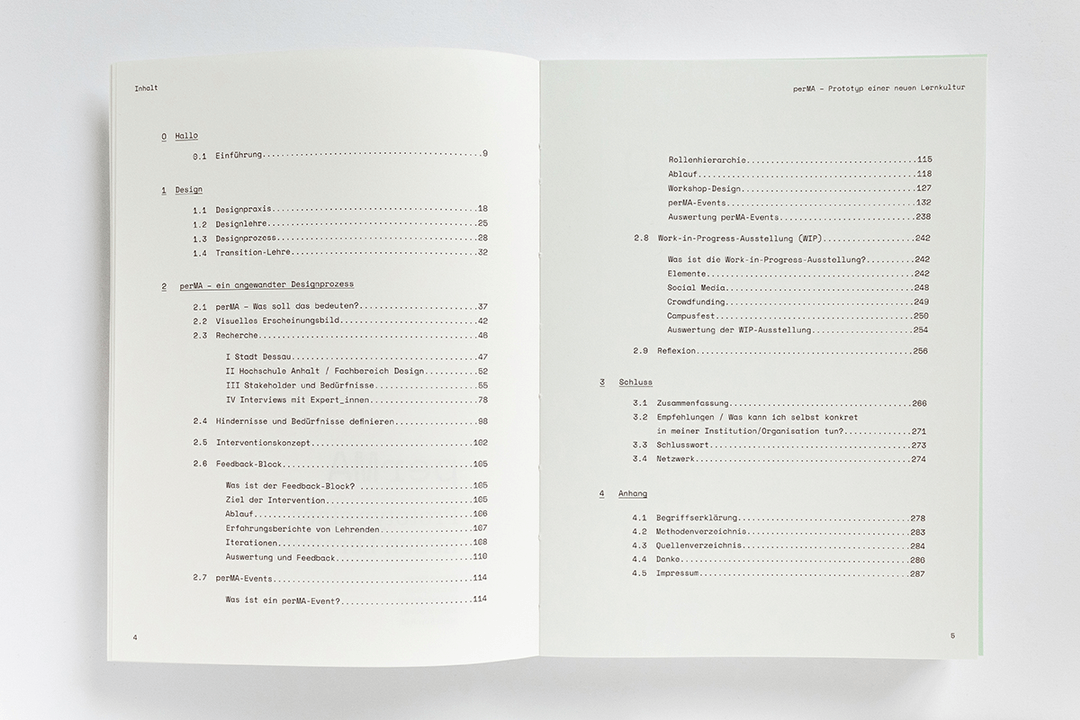 Inhalt
0 Hallo
0.1 Einführung..............................9
1 Design
1.1 Designpraxis............................18
1.2 Designlehre.............................25
1.3 Designprozess...........................28
1.4 Transition-Lehre........................32
2 perMA – ein angewandter Designprozess
2.1 perMA – Was soll das bedeuten?................37
2.2 Visuelles Erscheinungsbild....................42
2.3 Recherche...............................46
I Stadt Dessau..........................47
II Hochschule Anhalt / Fachbereich Design...........52
III Stakeholder und Bedürfnisse..................55
IV Interviews mit Expert_innen..................78
2.4 Hindernisse und Bedürfnisse definieren..............98
2.5 Interventionskonzept.........................102
2.6 Feedback-Block............................105
Was ist der Feedback-Block? ....................105
Ziel der Intervention.........................105
Ablauf..................................106
Erfahrungsberichte von Lehrenden................107
Iterationen...............................108
Auswertung und Feedback......................110
2.7 perMA-Events.............................114
Was ist ein perMA-Event?.......................114
4
perMA – Prototyp einer neuen Lernkultur
Rollenhierarchie...........................115
Ablauf..................................118
Workshop-Design...........................127
perMA-Events.............................132
Auswertung perMA-Events......................238
2.8 Work-in-Progress-Ausstellung (WIP)................242
Was ist die Work-in-Progress-Ausstellung?..........242
Elemente................................242
Social Media..............................248
Crowdfunding.............................249
Campusfest...............................250
Auswertung der WIP-Ausstellung..................254
2.9 Reflexion................................256
3 Schluss
3.1 Zusammenfassung...........................266
3.2 Empfehlungen / Was kann ich selbst konkret
in meiner Institution/Organisation tun?............271
3.3 Schlusswort..............................273
3.4 Netzwerk................................274
4 Anhang
4.1 Begriffserklärung..........................278
4.2 Methodenverzeichnis........................283
4.3 Quellenverzeichnis.........................284
4.4 Danke..................................286
4.5 Impressum...............................287
5